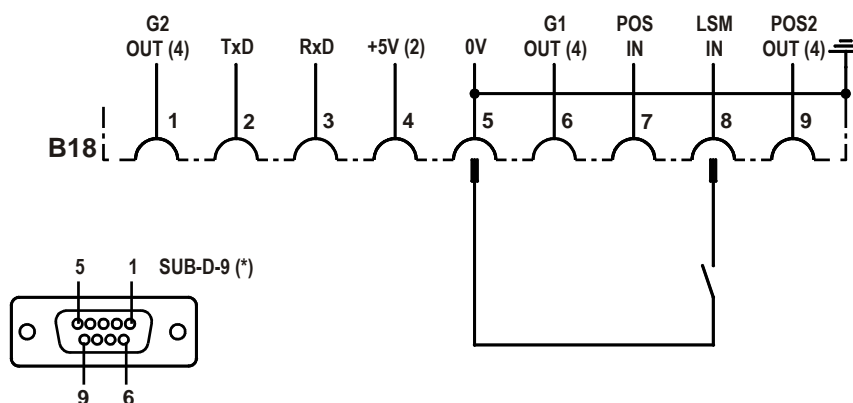 G2 OUT (4) TxD RxD +5V (2) 0V G1 OUT (4) POS IN LSM IN POS2 OUT (4)
1 2 3 4 5 6 7 8 9
B18
5 1 SUB-D-9 (*)
9 6